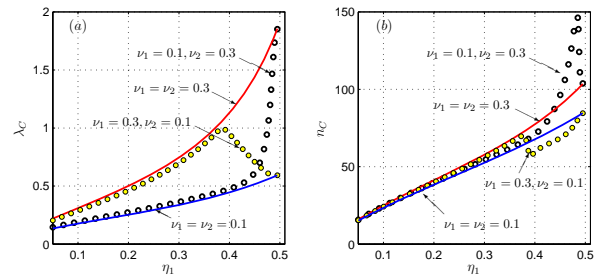 (a)
2
1.5
1
0.5
0
λ_C
ν₁ = 0.1, ν₂ = 0.3
ν₁ = ν₂ = 0.3
ν₁ = 0.3, ν₂ = 0.1
ν₁ = ν₂ = 0.1
0.1 0.2 0.3 0.4 0.5
η₁
(b)
150
100
50
0
n_C
ν₁ = 0.1, ν₂ = 0.3
ν₁ = ν₂ = 0.3
ν₁ = 0.3, ν₂ = 0.1
ν₁ = ν₂ = 0.1
0.1 0.2 0.3 0.4 0.5
η₁